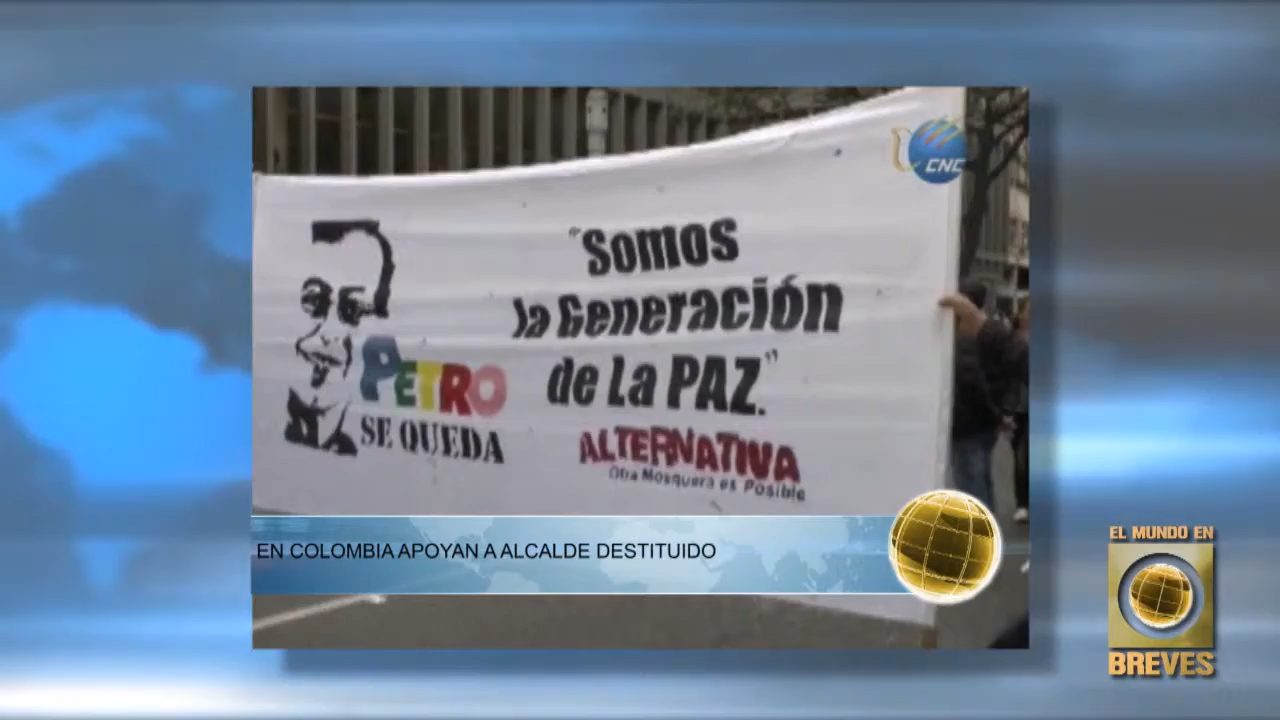 CNC
"Somos
la Generación
de La PAZ."
PETRO
SE QUEDA
ALTERNATIVA
Otra Mosquera es Posible
EN COLOMBIA APOYAN A ALCALDE DESTITUIDO
EL MUNDO EN
BREVES